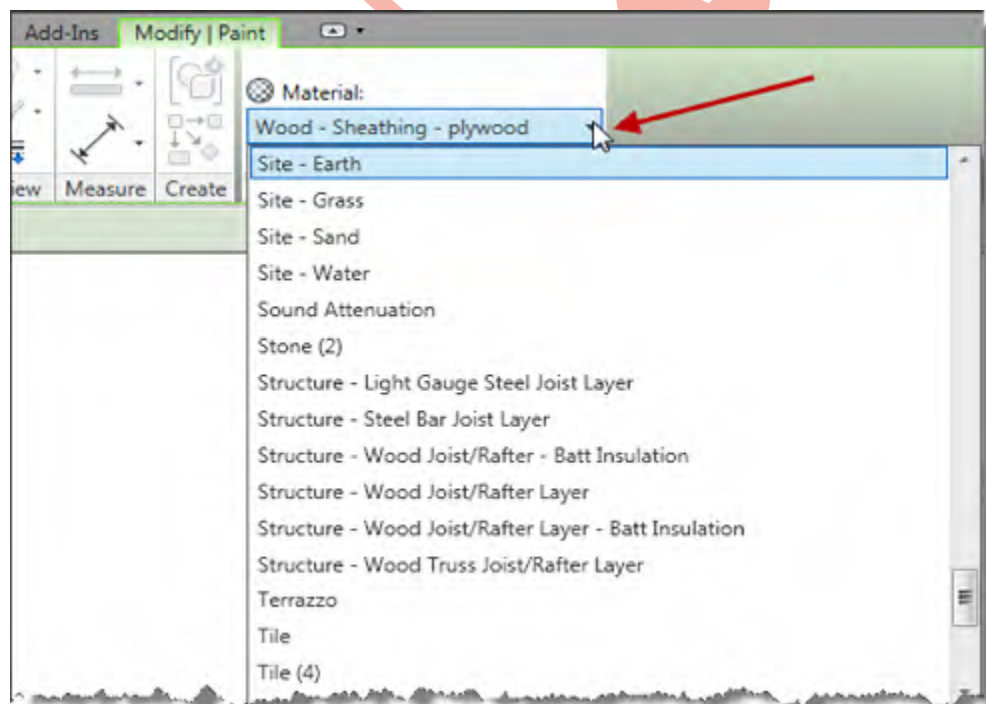 Add-Ins Modify | Paint
Material:
Wood - Sheathing - plywood
Site - Earth
ew Measure Create
Site - Grass
Site - Sand
Site - Water
Sound Attenuation
Stone (2)
Structure - Light Gauge Steel Joist Layer
Structure - Steel Bar Joist Layer
Structure - Wood Joist/Rafter - Batt Insulation
Structure - Wood Joist/Rafter Layer
Structure - Wood Joist/Rafter Layer - Batt Insulation
Structure - Wood Truss Joist/Rafter Layer
Terrazzo
Tile
Tile (4)